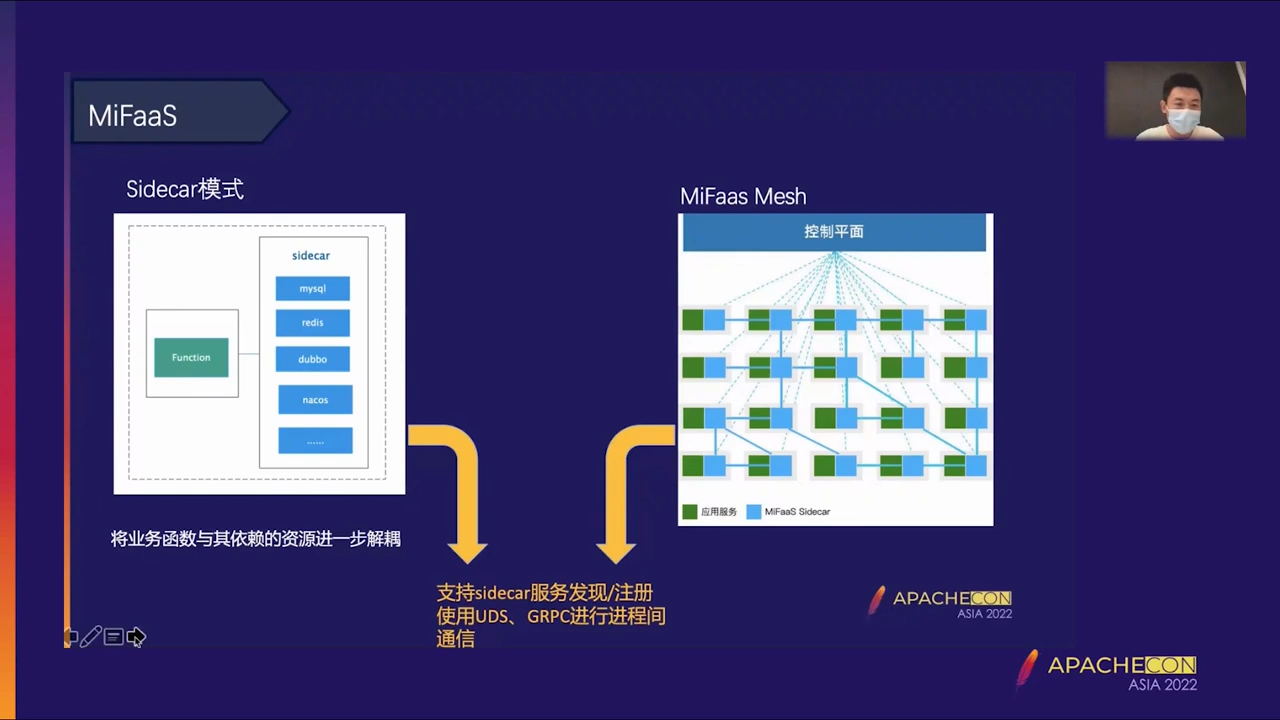 MiFaaS
Sidecar模式
sidecar
mysql
redis
dubbo
nacos
......
Function
将业务函数与其依赖的资源进一步解耦
MiFaas Mesh
控制平面
应用服务
MiFaaS Sidecar
支持sidecar服务发现/注册
使用UDS、GRPC进行进程间
通信
APACHECON
ASIA 2022
APACHECON
ASIA 2022